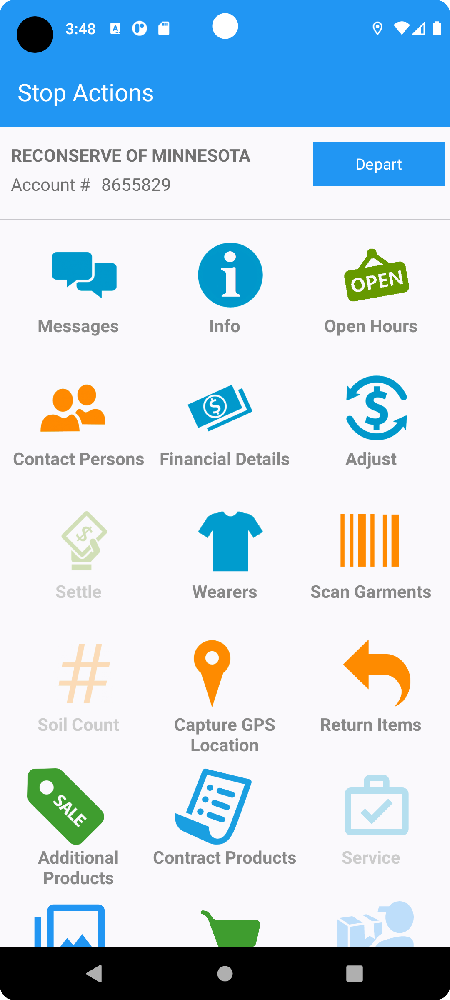 3:48
Stop Actions
RECONSERVE OF MINNESOTA
Depart
Account # 8655829
OPEN
Messages
Info
Open Hours
$
$
Contact Persons
Financial Details
Adjust
$
Settle
Wearers
Scan Garments
#
Soil Count
Capture GPS
Location
Return Items
SALE
Additional
Products
Contract Products
Service